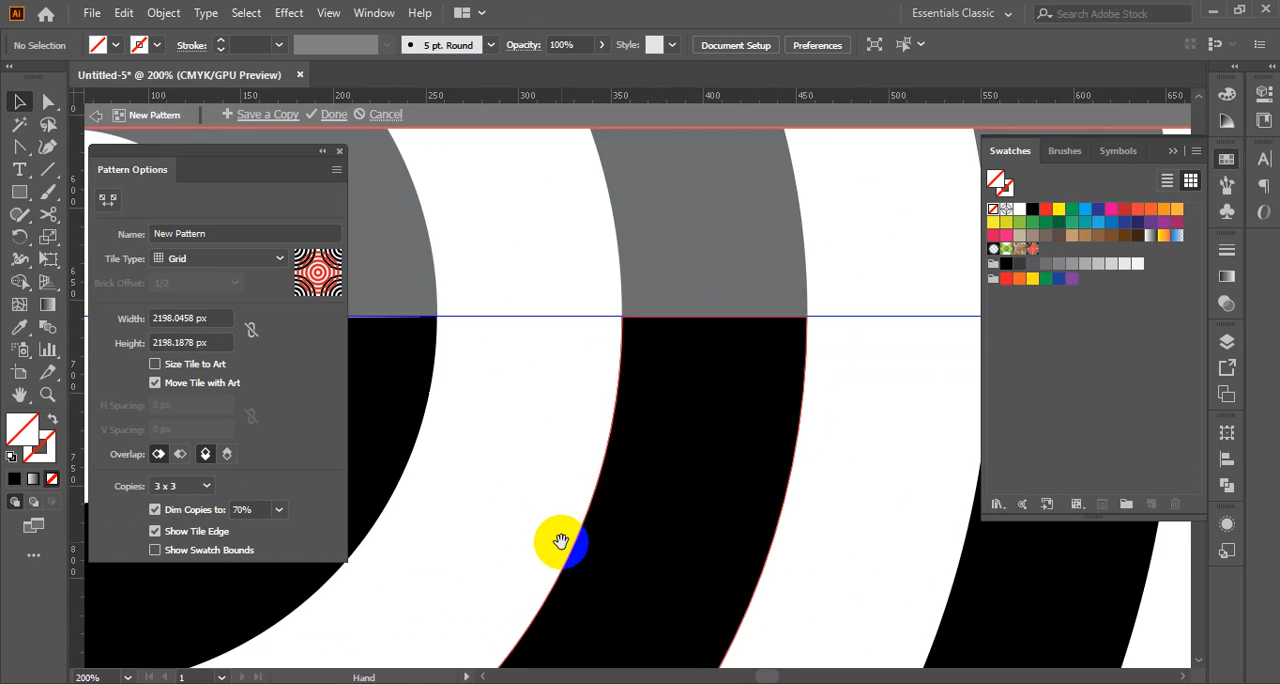 Ai File Edit Object Type Select Effect View Window Help Essentials Classic Search Adobe Stock
No Selection Stroke: 5 pt. Round Opacity: 100% Style: Document Setup Preferences
Untitled-5* @ 200% (CMYK/GPU Preview) ×
100 150 200 250 300 350 400 450 500 550 600 650
New Pattern + Save a Copy Done Cancel
Pattern Options
Name: New Pattern
Tile Type: Grid
Brick Offset: 1/2
Width: 2198.0458 px
Height: 2198.1878 px
Size Tile to Art
Move Tile with Art
H Spacing: 0 px
V Spacing: 0 px
Overlap:
Copies: 3 x 3
Dim Copies to: 70%
Show Tile Edge
Show Swatch Bounds
Swatches Brushes Symbols
200% 1 Hand